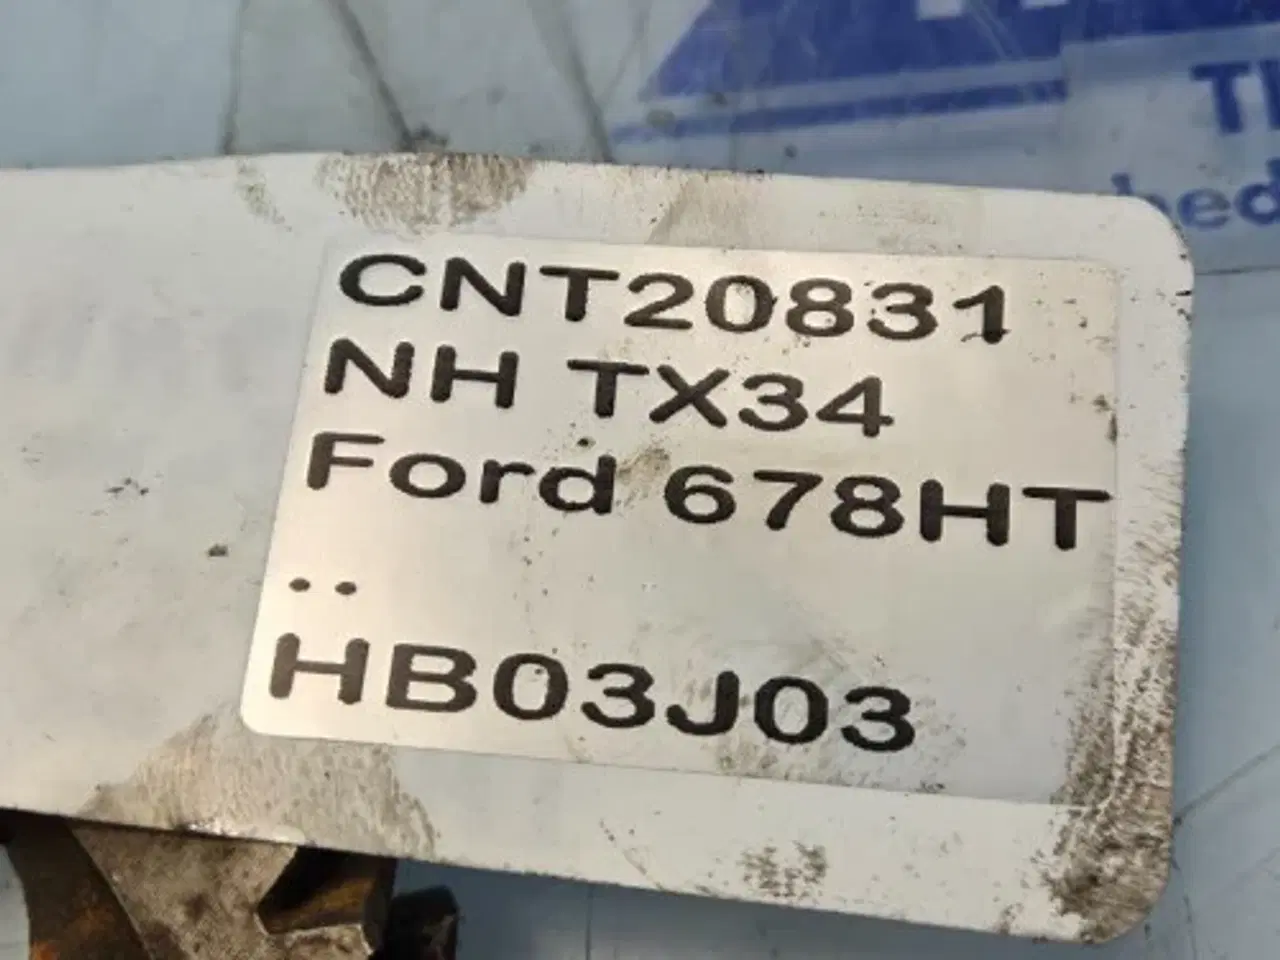 CNT20831
NH TX34
Ford 678HT
..
HB03J03